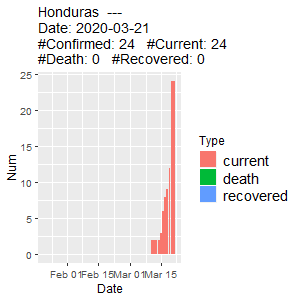 Honduras ---
Date: 2020-03-21
#Confirmed: 24 #Current: 24
#Death: 0 #Recovered: 0
25
20
15
10
5
0
Num
Feb 01 Feb 15 Mar 01 Mar 15
Date
Type
current
death
recovered